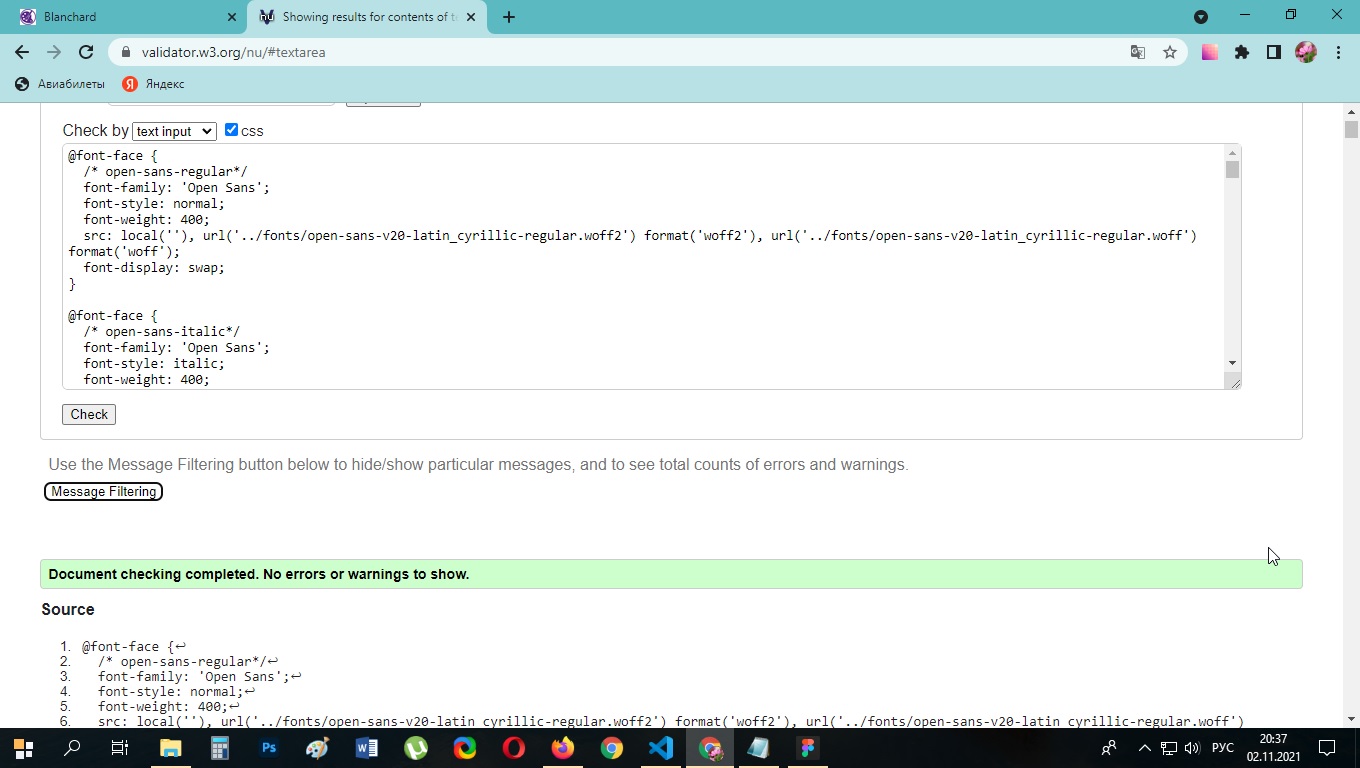 Blanchard
Showing results for contents of t
validator.w3.org/nu/#textarea
Авиабилеты
Яндекс
Check by text input css
@font-face {
/* open-sans-regular*/
font-family: 'Open Sans';
font-style: normal;
font-weight: 400;
src: local(''), url('../fonts/open-sans-v20-latin_cyrillic-regular.woff2') format('woff2'), url('../fonts/open-sans-v20-latin_cyrillic-regular.woff')
format('woff');
font-display: swap;
}
@font-face {
/* open-sans-italic*/
font-family: 'Open Sans';
font-style: italic;
font-weight: 400;
Check
Use the Message Filtering button below to hide/show particular messages, and to see total counts of errors and warnings.
Message Filtering
Document checking completed. No errors or warnings to show.
Source
1. @font-face {↩
2. /* open-sans-regular*/↩
3. font-family: 'Open Sans';↩
4. font-style: normal;↩
5. font-weight: 400;↩
6. src: local(''), url('../fonts/open-sans-v20-latin_cyrillic-regular.woff2') format('woff2'), url('../fonts/open-sans-v20-latin_cyrillic-regular.woff')
РУС
20:37
02.11.2021